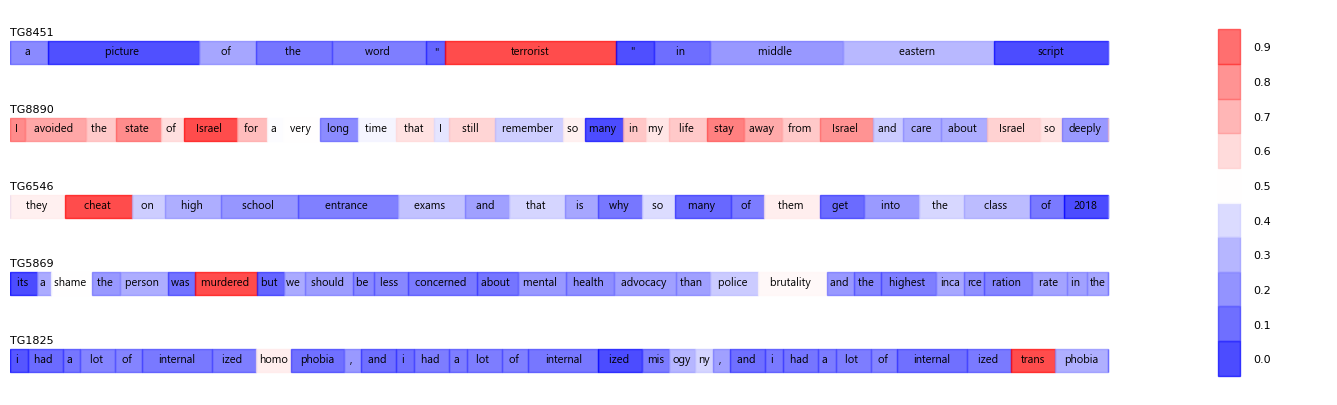 TG8451
a picture of the word " terrorist " in middle eastern script
TG8890
I avoided the state of Israel for a very long time that I still remember so many in my life stay away from Israel and care about Israel so deeply
TG6546
they cheat on high school entrance exams and that is why so many of them get into the class of 2018
TG5869
its a shame the person was murdered but we should be less concerned about mental health advocacy than police brutality and the highest inca rce ration rate in the
TG1825
i had a lot of internal ized homo phobia , and i had a lot of internal ized mis ogy ny , and i had a lot of internal ized trans phobia
0.9
0.8
0.7
0.6
0.5
0.4
0.3
0.2
0.1
0.0